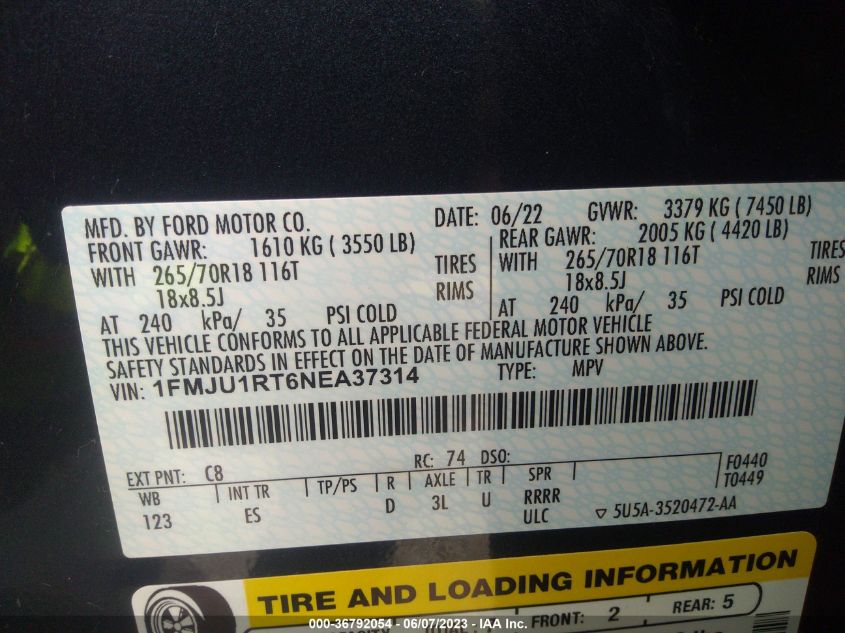 MFD. BY FORD MOTOR CO. DATE: 06/22 GVWR: 3379 KG ( 7450 LB)
FRONT GAWR: 1610 KG ( 3550 LB) REAR GAWR: 2005 KG ( 4420 LB)
WITH 265/70R18 116T TIRES WITH 265/70R18 116T TIRES
18x8.5J RIMS 18x8.5J RIMS
AT 240 kPa/ 35 PSI COLD AT 240 kPa/ 35 PSI COLD
THIS VEHICLE CONFORMS TO ALL APPLICABLE FEDERAL MOTOR VEHICLE
SAFETY STANDARDS IN EFFECT ON THE DATE OF MANUFACTURE SHOWN ABOVE.
VIN: 1FMJU1RT6NEA37314 TYPE: MPV
EXT PNT: C8 RC: 74 DSO: F0440
WB INT TR TP/PS R AXLE TR SPR T0449
123 ES D 3L U RRRR
ULC ▽ 5U5A-3520472-AA
TIRE AND LOADING INFORMATION
FRONT: 2 REAR: 5
000-36792054 - 06/07/2023 - IAA Inc.